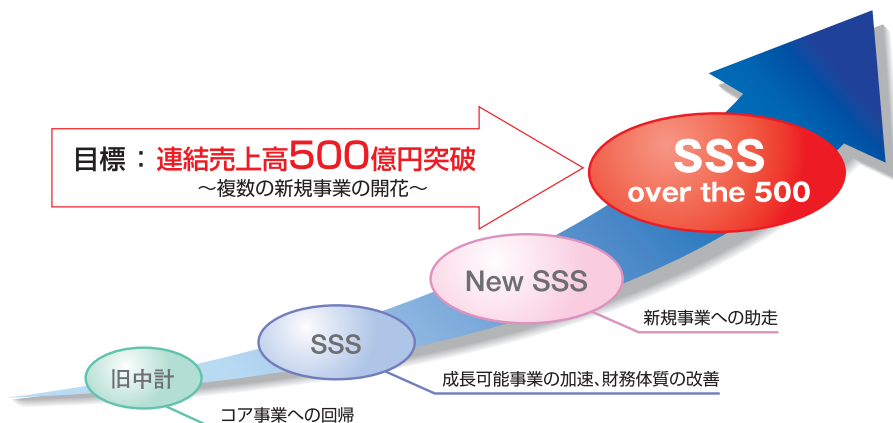 目標：連結売上高500億円突破
～複数の新規事業の開花～
SSS
over the 500
New SSS
新規事業への助走
SSS
成長可能事業の加速、財務体質の改善
旧中計
コア事業への回帰